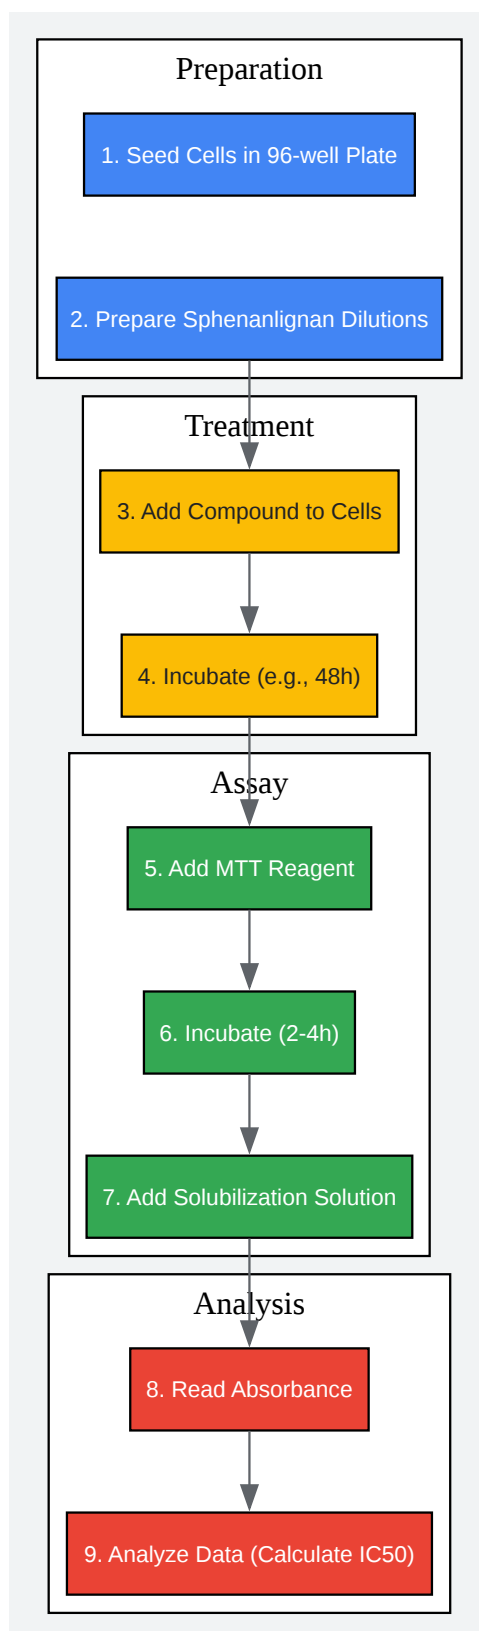 Preparation
1. Seed Cells in 96-well Plate
2. Prepare Sphenanlignan Dilutions
Treatment
3. Add Compound to Cells
4. Incubate (e.g., 48h)
Assay
5. Add MTT Reagent
6. Incubate (2-4h)
7. Add Solubilization Solution
Analysis
8. Read Absorbance
9. Analyze Data (Calculate IC50)